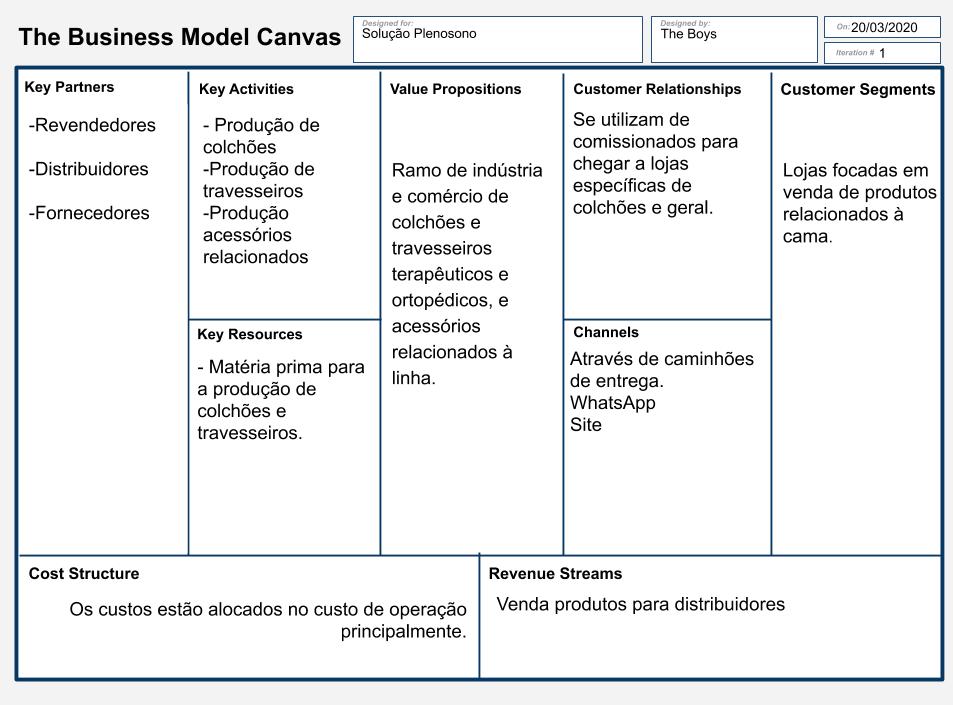 The Business Model Canvas
Designed for:
Solução Plenosono
Designed by:
The Boys
On: 20/03/2020
Iteration # 1
Key Partners
-Revendedores
-Distribuidores
-Fornecedores
Key Activities
- Produção de
colchões
-Produção de
travesseiros
-Produção
acessórios
relacionados
Key Resources
- Matéria prima para
a produção de
colchões e
travesseiros.
Value Propositions
Ramo de indústria
e comércio de
colchões e
travesseiros
terapêuticos e
ortopédicos, e
acessórios
relacionados à
linha.
Customer Relationships
Se utilizam de
comissionados para
chegar a lojas
específicas de
colchões e geral.
Channels
Através de caminhões
de entrega.
WhatsApp
Site
Customer Segments
Lojas focadas em
venda de produtos
relacionados à
cama.
Cost Structure
Os custos estão alocados no custo de operação
principalmente.
Revenue Streams
Venda produtos para distribuidores